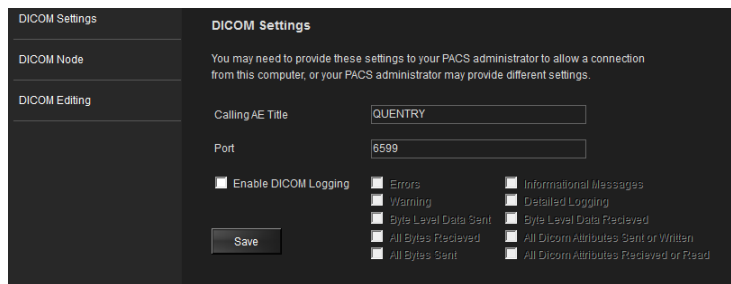 DICOM Settings
DICOM Node
DICOM Editing
DICOM Settings
You may need to provide these settings to your PACS administrator to allow a connection
from this computer, or your PACS administrator may provide different settings.
Calling AE Title QUENTRY
Port 6599
Enable DICOM Logging Errors Informational Messages
Warning Detailed Logging
Byte Level Data Sent Byte Level Data Recieved
All Bytes Recieved All Dicom Attributes Sent or Written
All Bytes Sent All Dicom Attributes Recieved or Read
Save